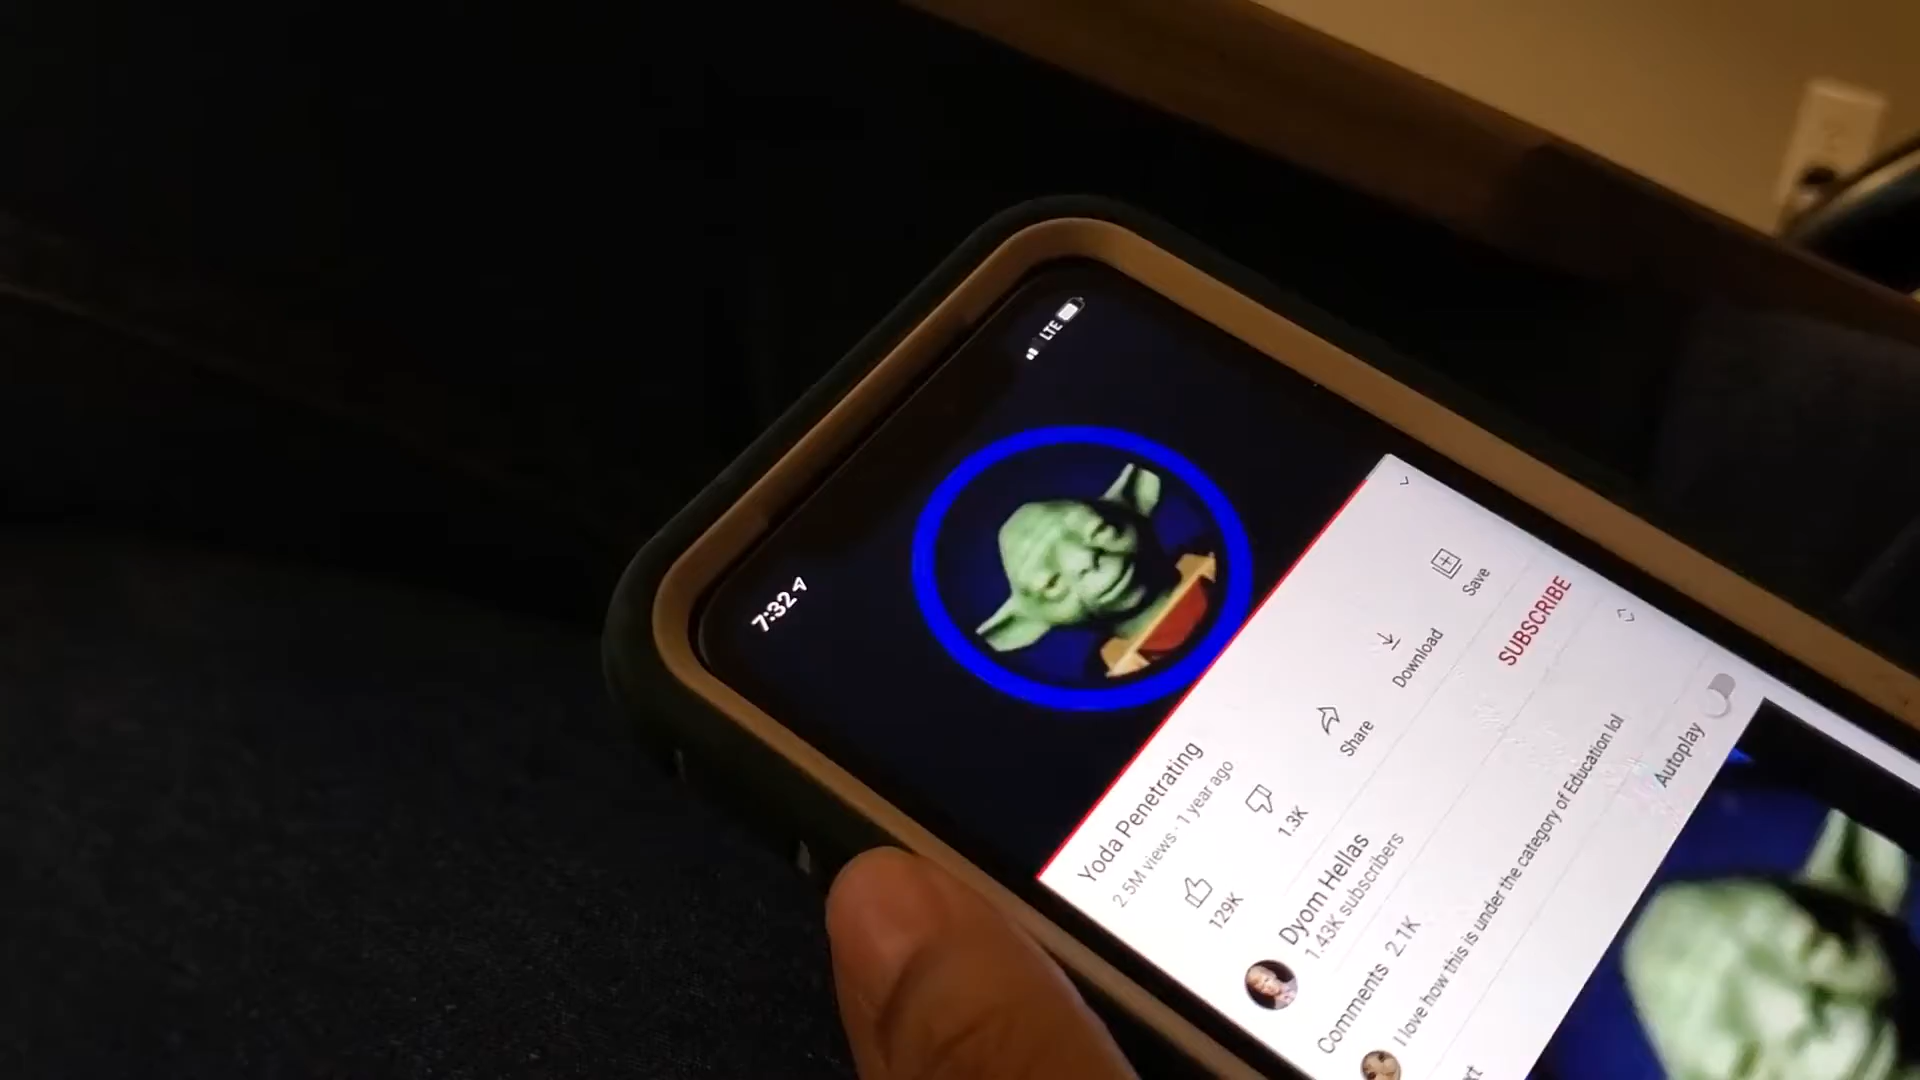 7:32
LTE
Yoda Penetrating
2.5M views · 1 year ago
129K
1.3K
Share
Download
Save
Dyom Hellas
1.43K subscribers
SUBSCRIBE
Comments 2.1K
I love how this is under the category of Education lol
Autoplay